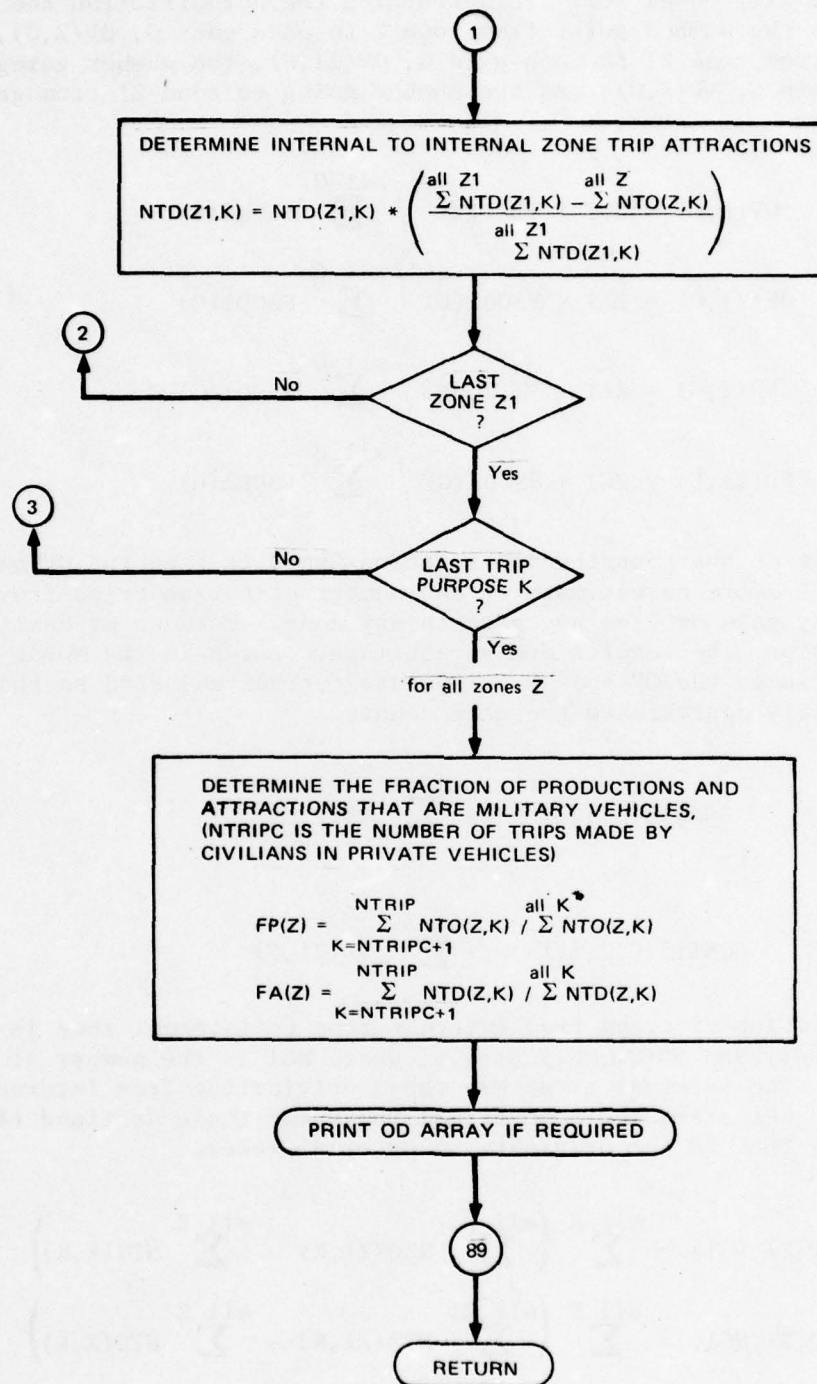 1
DETERMINE INTERNAL TO INTERNAL ZONE TRIP ATTRACTIONS
all Z1 all Z
NTD(Z1,K) = NTD(Z1,K) * ( Σ NTD(Z1,K) – Σ NTO(Z,K) )
all Z1
Σ NTD(Z1,K)
2
No
LAST
ZONE Z1
?
Yes
3
No
LAST TRIP
PURPOSE K
?
Yes
for all zones Z
DETERMINE THE FRACTION OF PRODUCTIONS AND
ATTRACTIONS THAT ARE MILITARY VEHICLES,
(NTRIPC IS THE NUMBER OF TRIPS MADE BY
CIVILIANS IN PRIVATE VEHICLES)
NTRIP all K
FP(Z) = Σ NTO(Z,K) / Σ NTO(Z,K)
K=NTRIPC+1
NTRIP all K
FA(Z) = Σ NTD(Z,K) / Σ NTD(Z,K)
K=NTRIPC+1
PRINT OD ARRAY IF REQUIRED
89
RETURN